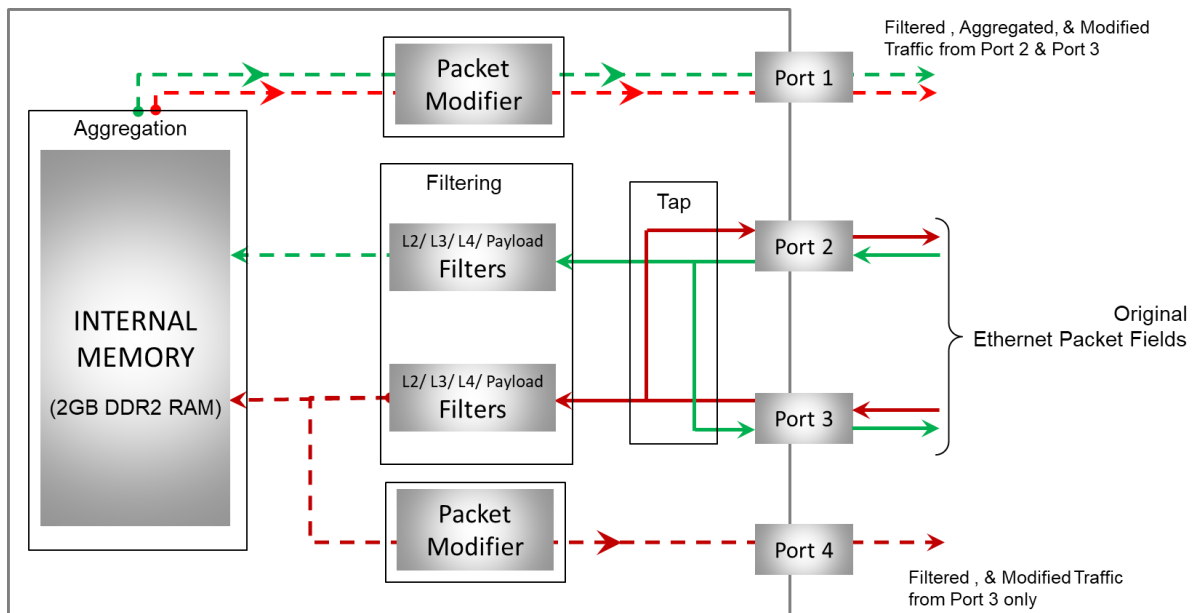 Filtered , Aggregated, & Modified
Traffic from Port 2 & Port 3
Packet
Modifier
Port 1
Aggregation
INTERNAL
MEMORY
(2GB DDR2 RAM)
Filtering
L2/ L3/ L4/ Payload
Filters
L2/ L3/ L4/ Payload
Filters
Tap
Port 2
Port 3
Original
Ethernet Packet Fields
Packet
Modifier
Port 4
Filtered , & Modified Traffic
from Port 3 only